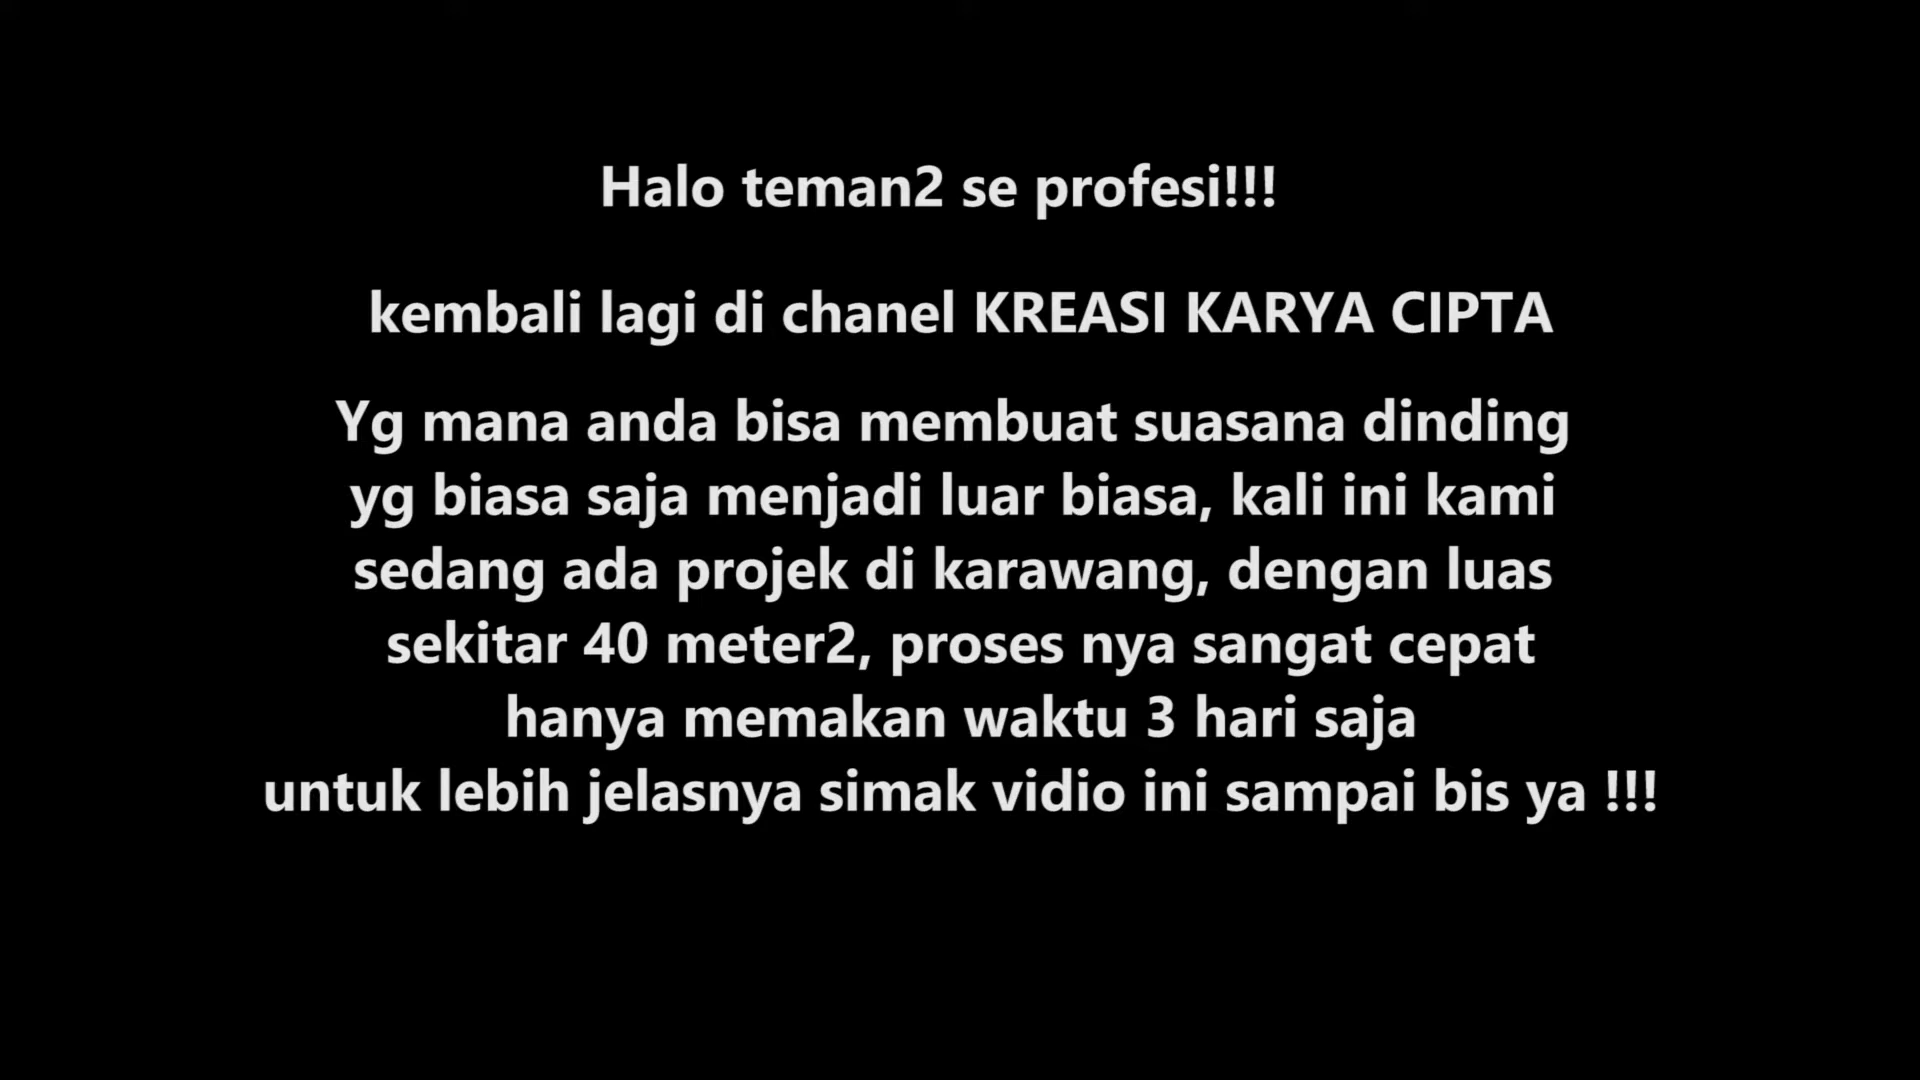 Halo teman2 se profesi!!!
kembali lagi di chanel KREASI KARYA CIPTA
Yg mana anda bisa membuat suasana dinding
yg biasa saja menjadi luar biasa, kali ini kami
sedang ada projek di karawang, dengan luas
sekitar 40 meter2, proses nya sangat cepat
hanya memakan waktu 3 hari saja
untuk lebih jelasnya simak vidio ini sampai bis ya !!!